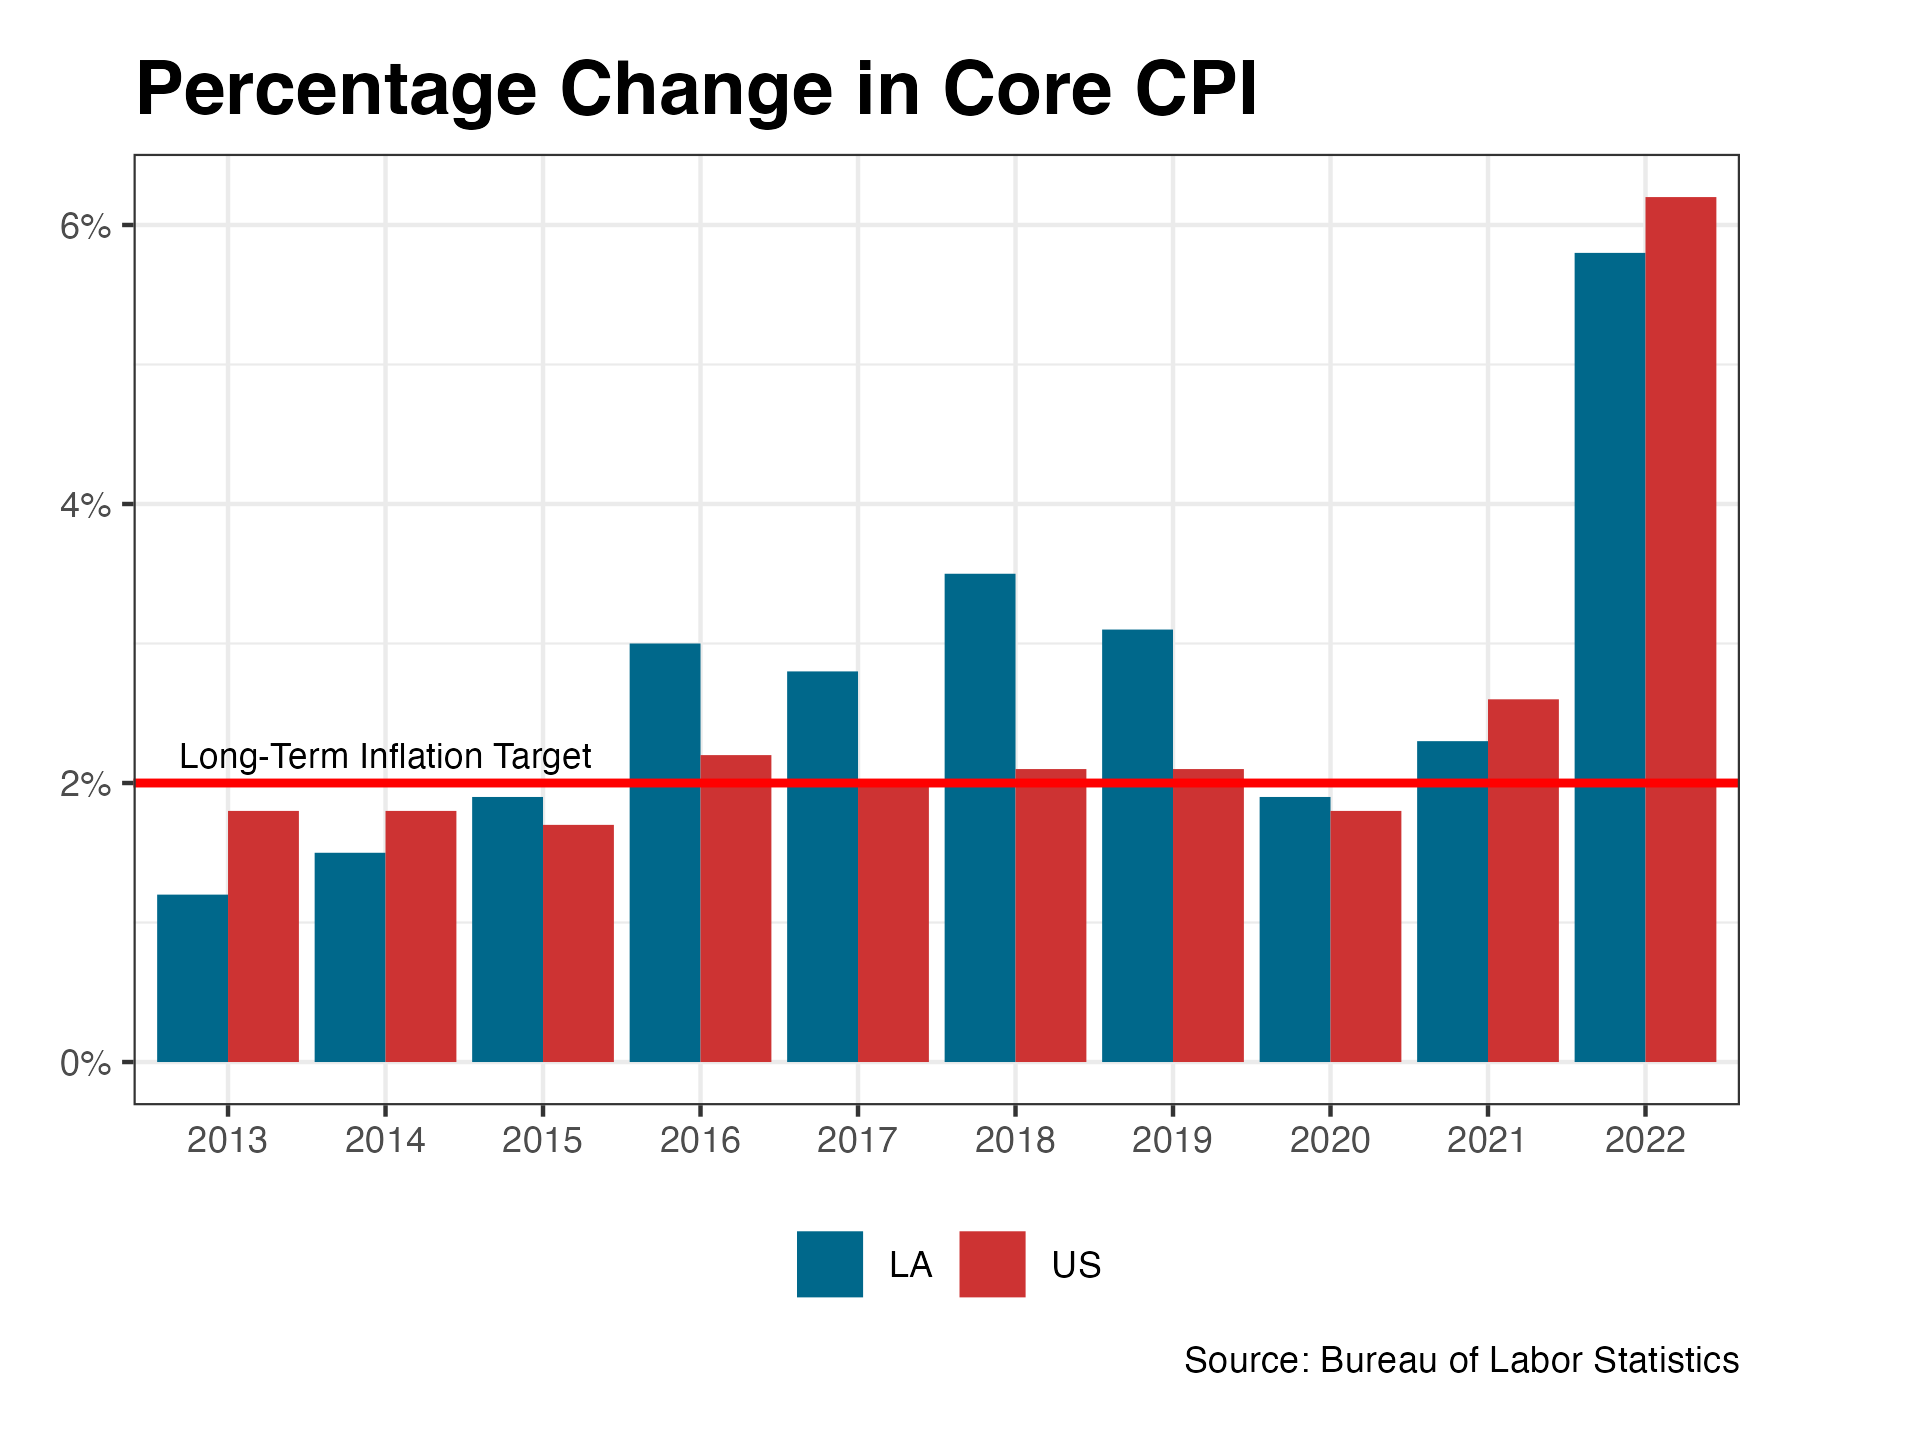 Percentage Change in Core CPI
6%
4%
Long-Term Inflation Target
2%
0%
2013 2014 2015 2016 2017 2018 2019 2020 2021 2022
LA US
Source: Bureau of Labor Statistics